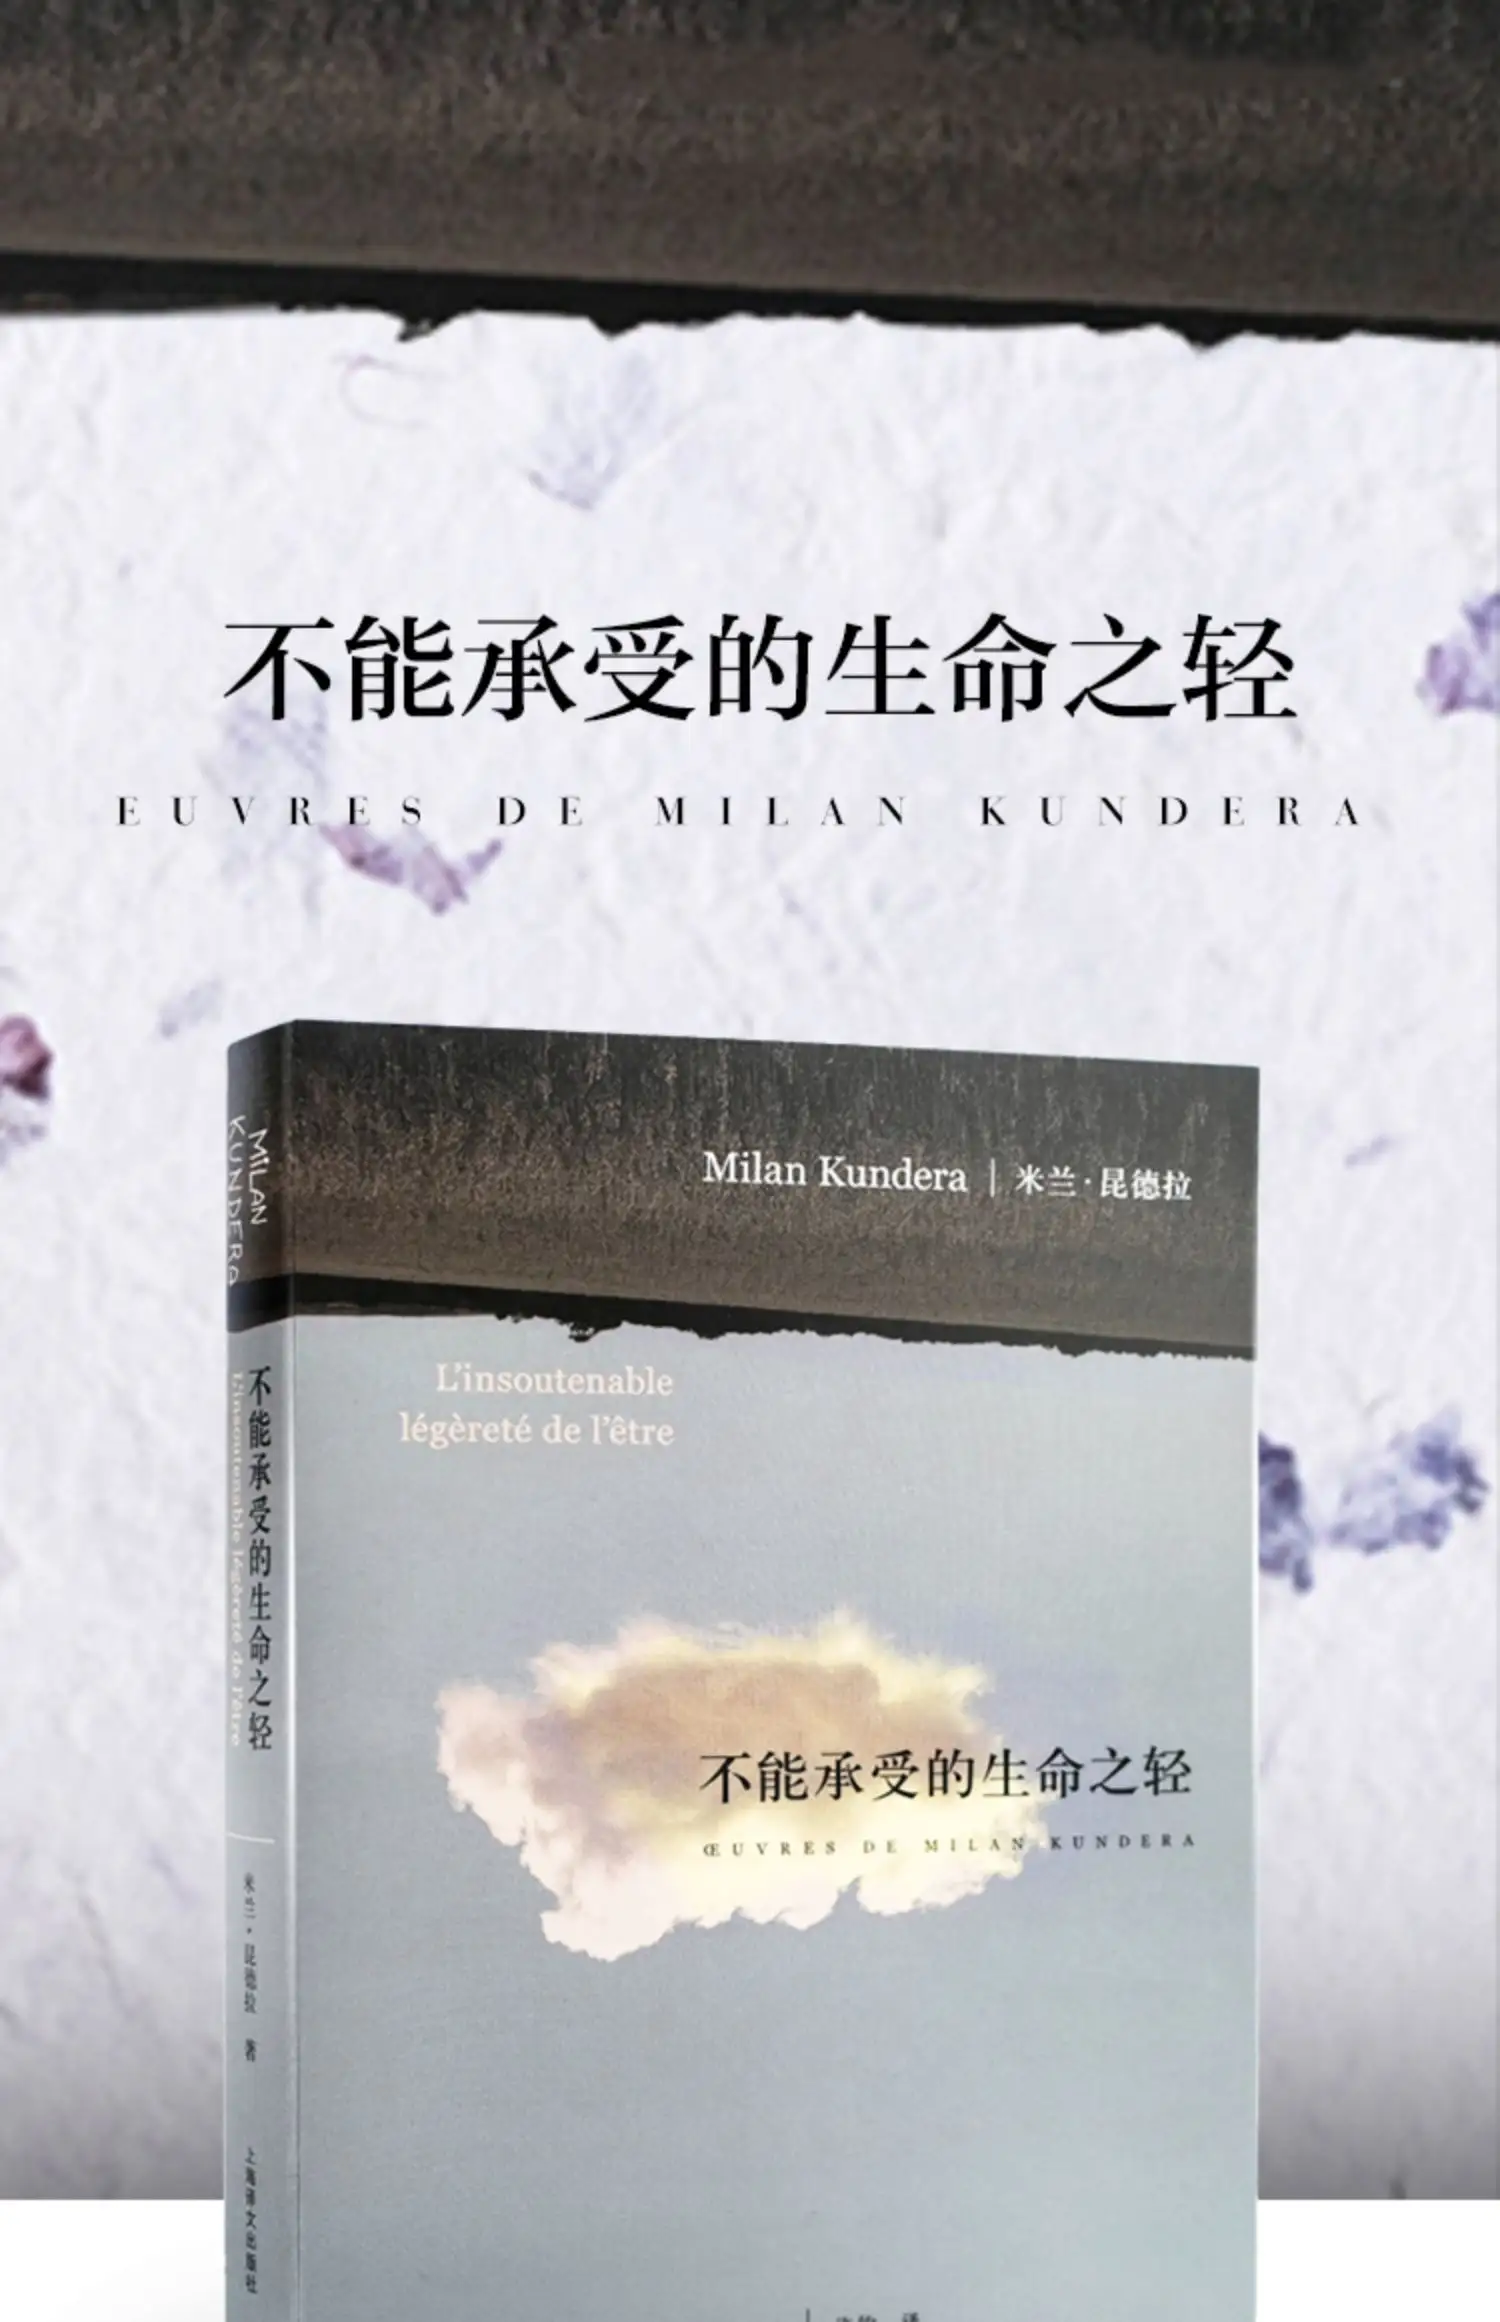 不能承受的生命之轻
EUVRES DE MILAN KUNDERA
Milan Kundera | 米兰·昆德拉
L'insoutenable
légèreté de l'être
不能承受的生命之轻
ŒUVRES DE MILAN KUNDERA
MILAN
KUNDERA
不能承受的生命之轻
L'insoutenable légèreté de l'être
米兰·昆德拉 著
上海译文出版社
译